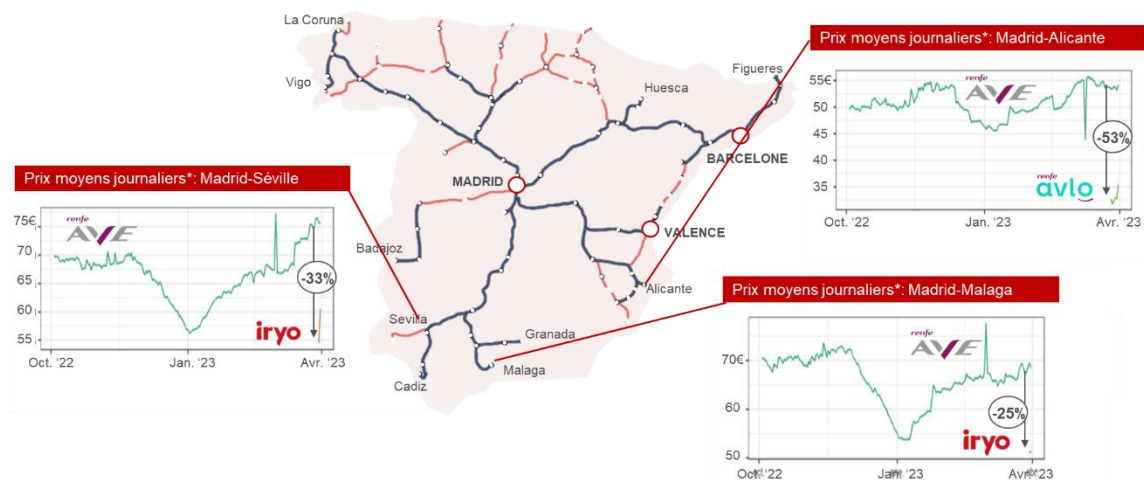 La Coruna
Vigo
Huesca
Figueres
BARCELONE
MADRID
VALENCE
Badajoz
Alicante
Sevilla
Granada
Malaga
Cadiz
Prix moyens journaliers*: Madrid-Alicante
55€
50
45
40
35
renfe
AVE
-53%
renfe
avlo
Oct. '22
Jan. '23
Avr. '23
Prix moyens journaliers*: Madrid-Séville
75€
70
65
60
55
renfe
AVE
-33%
iryo
Oct. '22
Jan. '23
Avr. '23
Prix moyens journaliers*: Madrid-Malaga
70€
60
50
renfe
AVE
-25%
iryo
Oct. '22
'23
'23